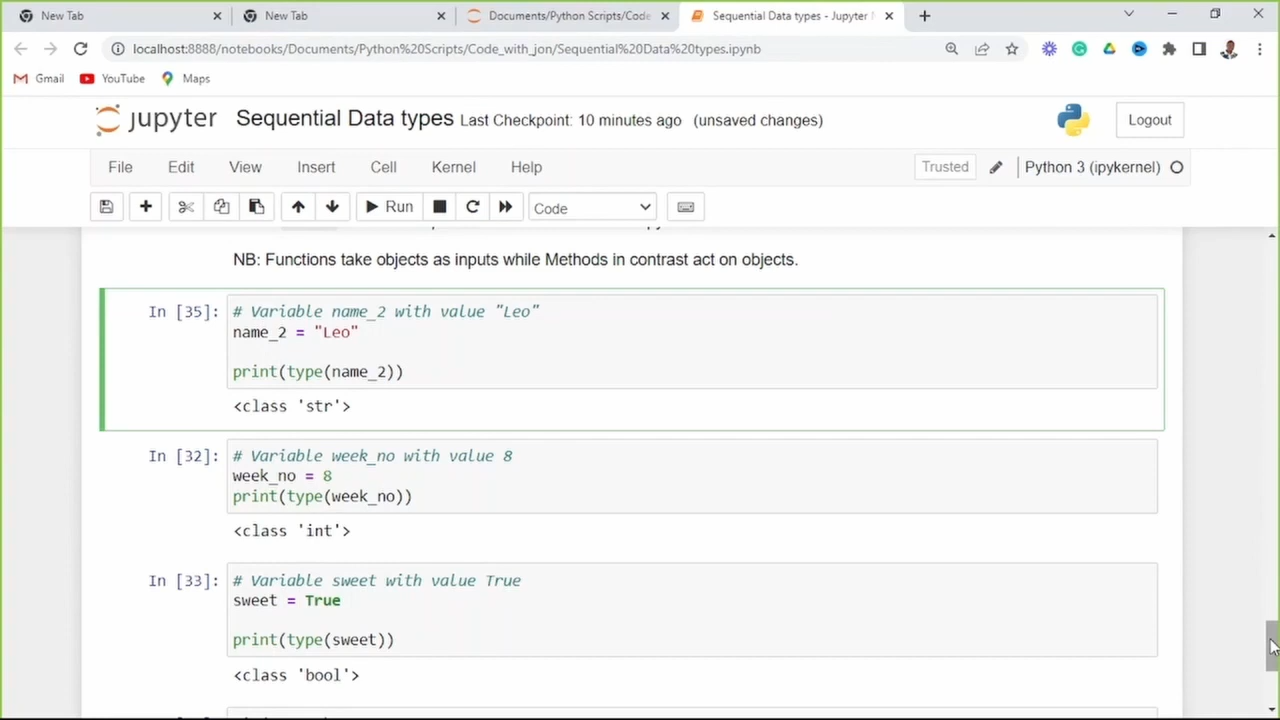 New Tab
New Tab
Documents/Python Scripts/Code
Sequential Data types - Jupyter
localhost:8888/notebooks/Documents/Python%20Scripts/Code_with_jon/Sequential%20Data%20types.ipynb
Gmail YouTube Maps
jupyter Sequential Data types Last Checkpoint: 10 minutes ago (unsaved changes)
Logout
File Edit View Insert Cell Kernel Help
Trusted Python 3 (ipykernel)
Run Code
NB: Functions take objects as inputs while Methods in contrast act on objects.
In [35]: # Variable name_2 with value "Leo"
name_2 = "Leo"
print(type(name_2))
<class 'str'>
In [32]: # Variable week_no with value 8
week_no = 8
print(type(week_no))
<class 'int'>
In [33]: # Variable sweet with value True
sweet = True
print(type(sweet))
<class 'bool'>